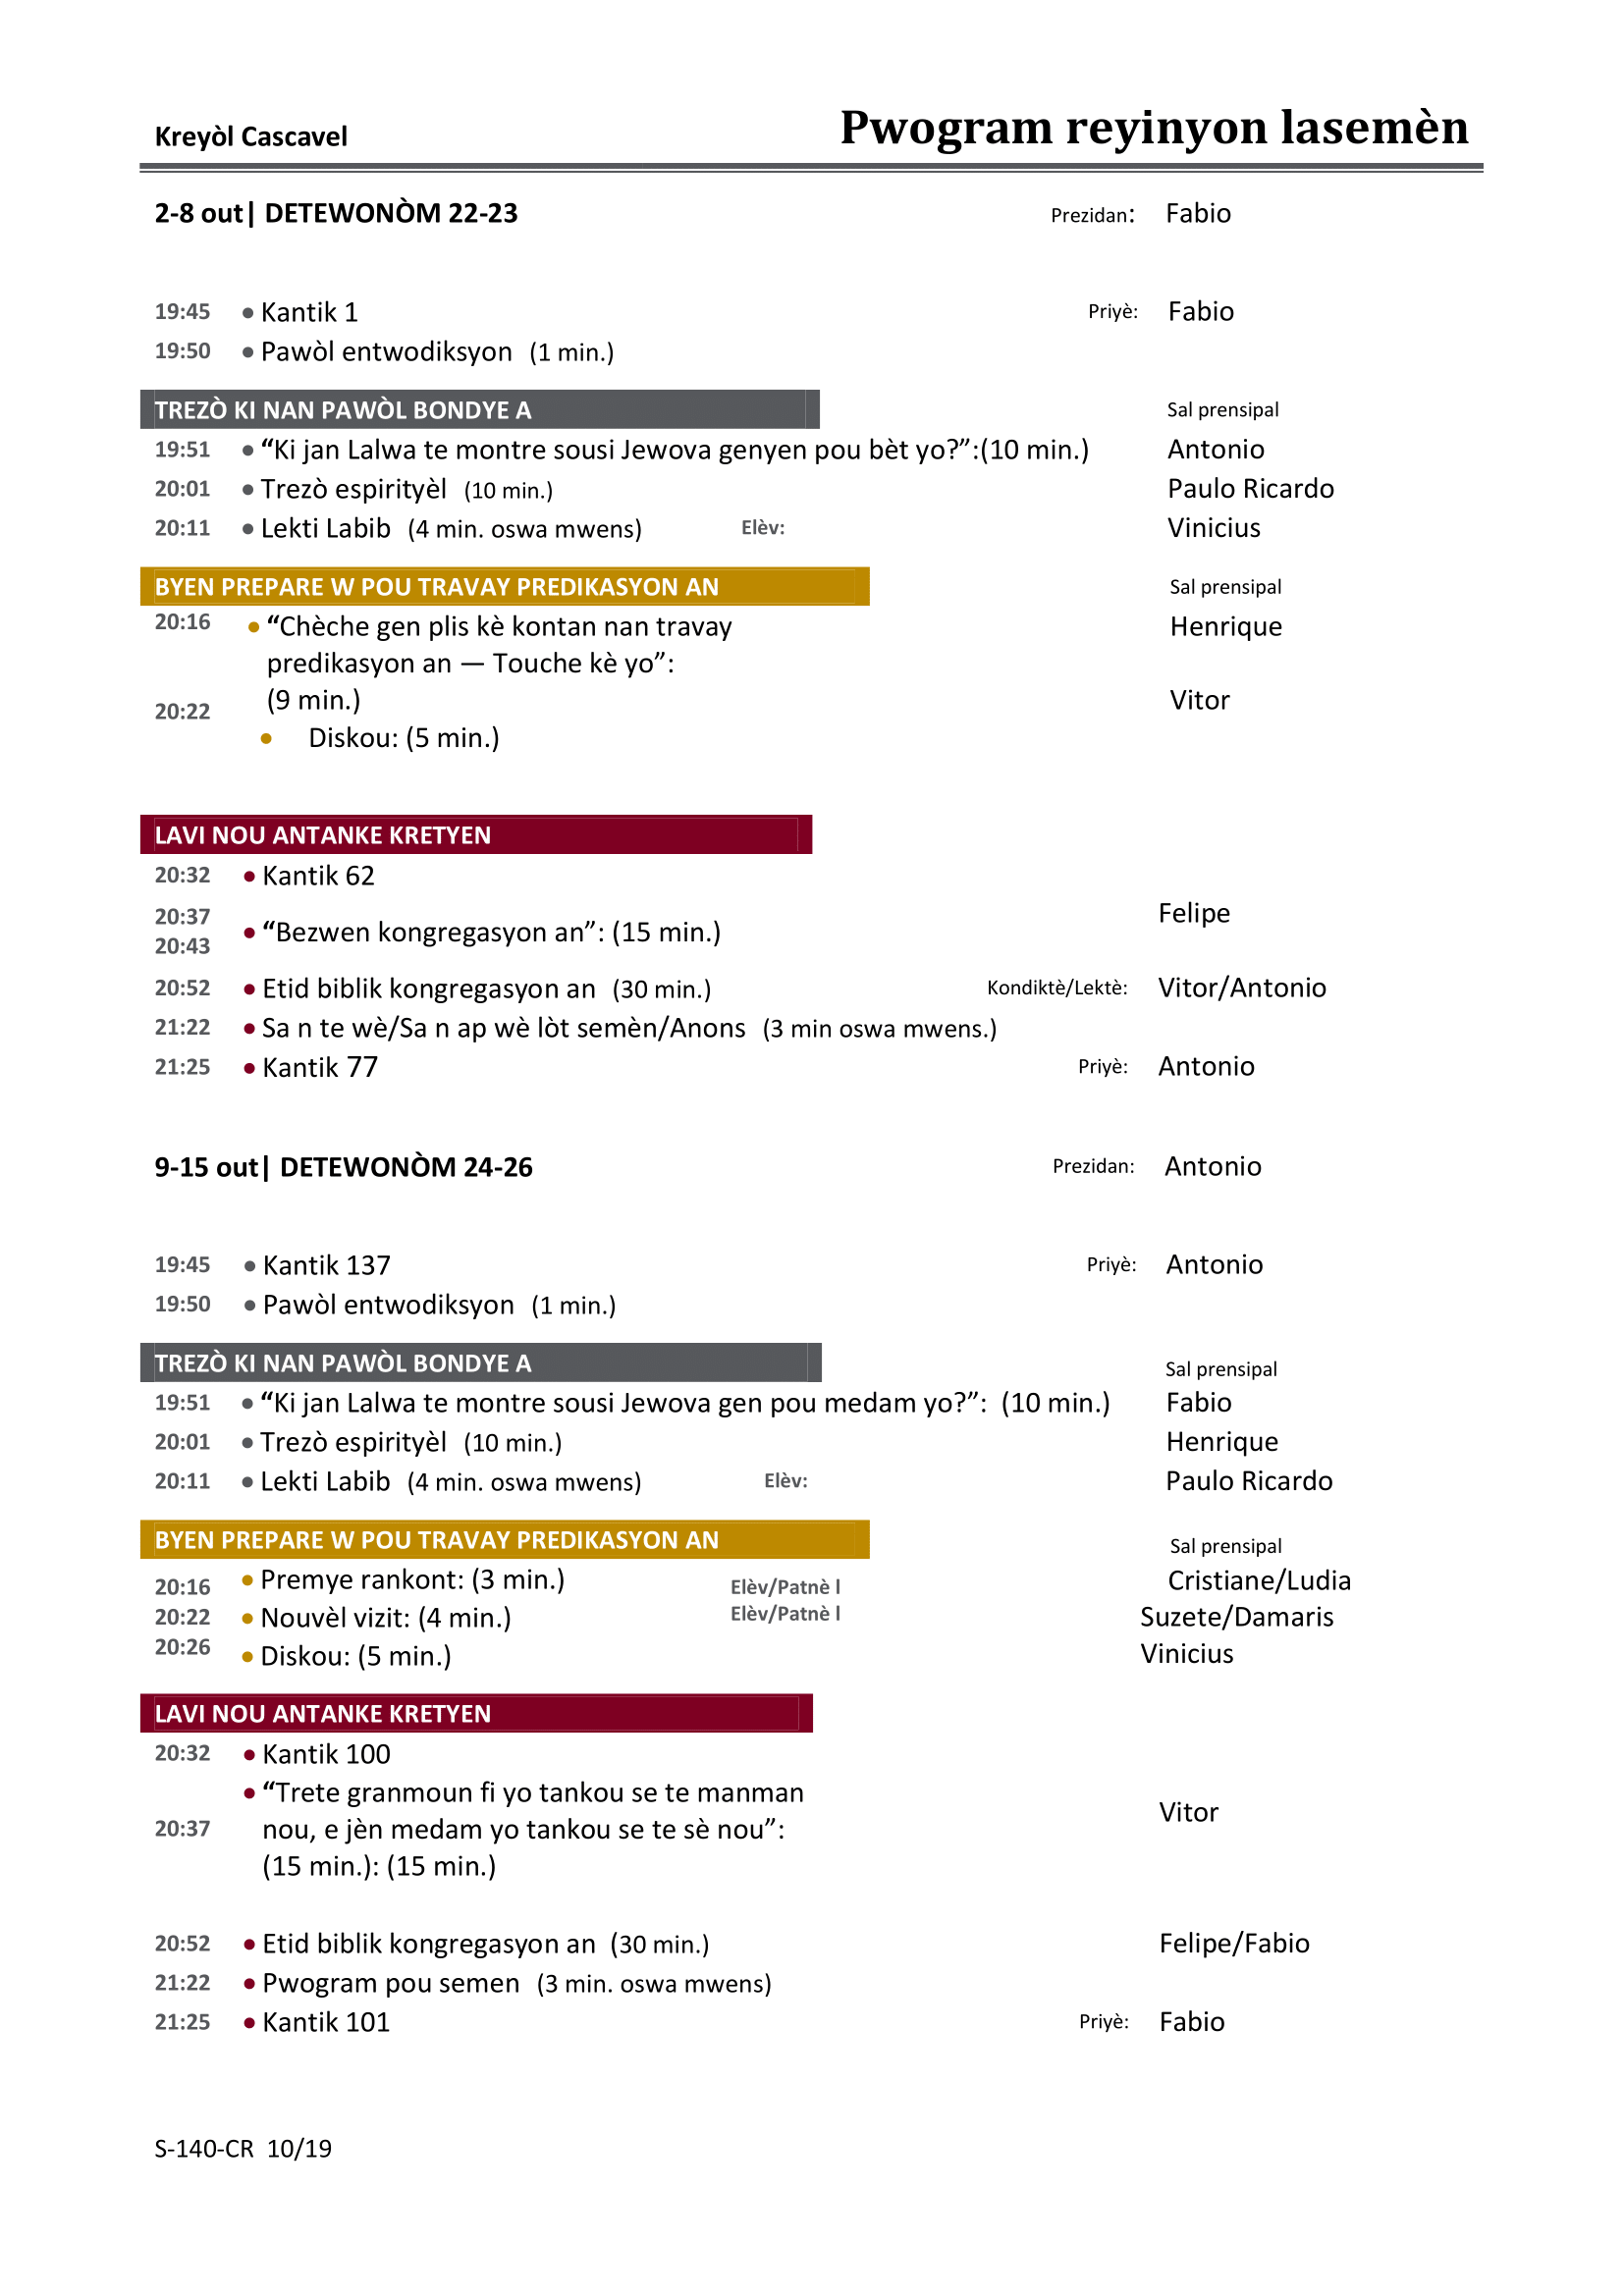 Kreyòl Cascavel Pwogram reyinyon lasemèn
2-8 out| DETEWONÒM 22-23 Prezidan: Fabio
19:45 • Kantik 1 Priyè: Fabio
19:50 • Pawòl entwodiksyon (1 min.)
TREZÒ KI NAN PAWÒL BONDYE A Sal prensipal
19:51 • “Ki jan Lalwa te montre sousi Jewova genyen pou bèt yo?”:(10 min.) Antonio
20:01 • Trezò espirityèl (10 min.) Paulo Ricardo
20:11 • Lekti Labib (4 min. oswa mwens) Elèv: Vinicius
BYEN PREPARE W POU TRAVAY PREDIKASYON AN Sal prensipal
20:16 • “Chèche gen plis kè kontan nan travay Henrique
predikasyon an — Touche kè yo”:
20:22 (9 min.) Vitor
• Diskou: (5 min.)
LAVI NOU ANTANKE KRETYEN
20:32 • Kantik 62
20:37 Felipe
20:43 • “Bezwen kongregasyon an”: (15 min.)
20:52 • Etid biblik kongregasyon an (30 min.) Kondiktè/Lektè: Vitor/Antonio
21:22 • Sa n te wè/Sa n ap wè lòt semèn/Anons (3 min oswa mwens.)
21:25 • Kantik 77 Priyè: Antonio
9-15 out| DETEWONÒM 24-26 Prezidan: Antonio
19:45 • Kantik 137 Priyè: Antonio
19:50 • Pawòl entwodiksyon (1 min.)
TREZÒ KI NAN PAWÒL BONDYE A Sal prensipal
19:51 • “Ki jan Lalwa te montre sousi Jewova gen pou medam yo?”: (10 min.) Fabio
20:01 • Trezò espirityèl (10 min.) Henrique
20:11 • Lekti Labib (4 min. oswa mwens) Elèv: Paulo Ricardo
BYEN PREPARE W POU TRAVAY PREDIKASYON AN Sal prensipal
20:16 • Premye rankont: (3 min.) Elèv/Patnè l Cristiane/Ludia
20:22 • Nouvèl vizit: (4 min.) Elèv/Patnè l Suzete/Damaris
20:26 • Diskou: (5 min.) Vinicius
LAVI NOU ANTANKE KRETYEN
20:32 • Kantik 100
• “Trete granmoun fi yo tankou se te manman Vitor
20:37 nou, e jèn medam yo tankou se te sè nou”:
(15 min.): (15 min.)
20:52 • Etid biblik kongregasyon an (30 min.) Felipe/Fabio
21:22 • Pwogram pou semen (3 min. oswa mwens)
21:25 • Kantik 101 Priyè: Fabio
S-140-CR 10/19